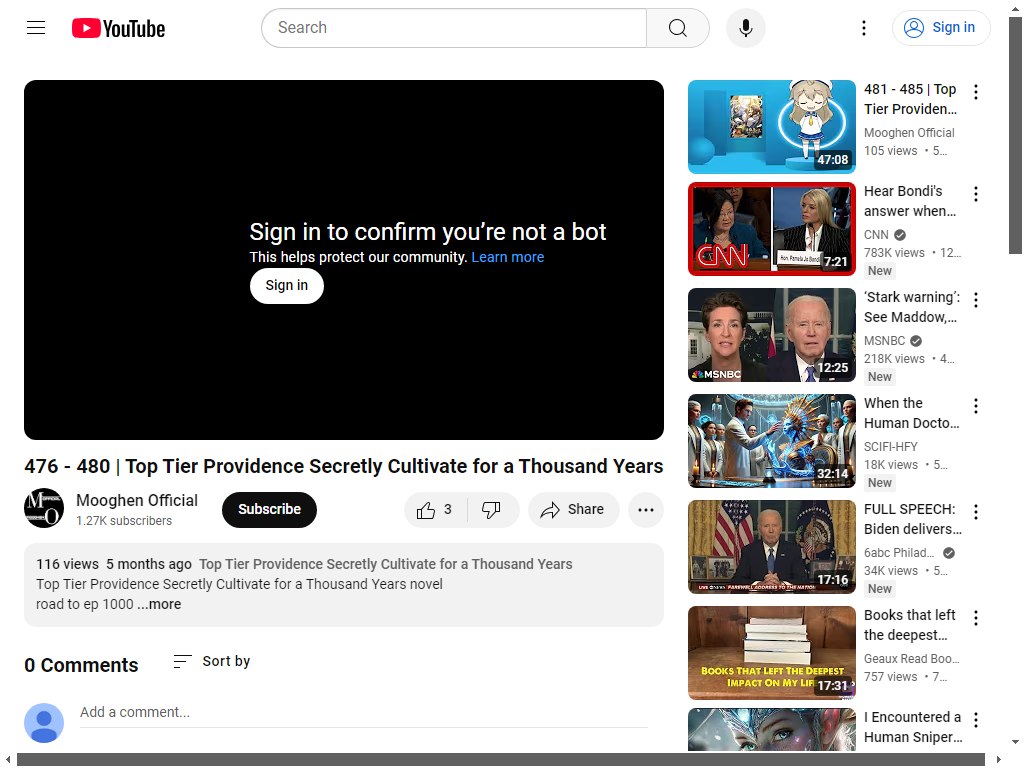 YouTube
Search
Sign in
Sign in to confirm you’re not a bot
This helps protect our community. Learn more
Sign in
476 - 480 | Top Tier Providence Secretly Cultivate for a Thousand Years
Mooghen Official
1.27K subscribers
Subscribe
3
Share
116 views 5 months ago Top Tier Providence Secretly Cultivate for a Thousand Years
Top Tier Providence Secretly Cultivate for a Thousand Years novel
road to ep 1000 ...more
0 Comments
Sort by
Add a comment...
47:08
481 - 485 | Top
Tier Providen...
Mooghen Official
105 views • 5...
CNN
7:21
Hear Bondi's
answer when...
CNN
783K views • 12...
New
MSNBC
12:25
‘Stark warning’:
See Maddow,...
MSNBC
218K views • 4...
New
32:14
When the
Human Docto...
SCIFI-HFY
18K views • 5...
New
17:16
FULL SPEECH:
Biden delivers...
6abc Philad...
34K views • 5...
New
BOOKS THAT LEFT THE DEEPEST
IMPACT ON MY LIFE
17:31
Books that left
the deepest...
Geaux Read Boo...
757 views • 7...
I Encountered a
Human Sniper...